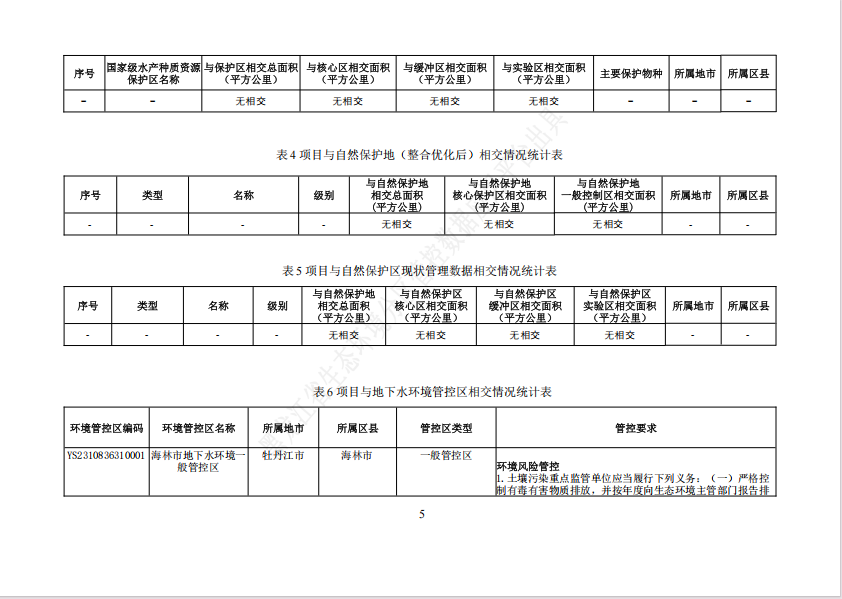 序号 国家级水产种质资源保护区名称 与保护区相交总面积（平方公里） 与核心区相交面积（平方公里） 与缓冲区相交面积（平方公里） 与实验区相交面积（平方公里） 主要保护物种 所属地市 所属区县
- - 无相交 无相交 无相交 无相交 - - -
表 4 项目与自然保护地（整合优化后）相交情况统计表
序号 类型 名称 级别 与自然保护地相交总面积(平方公里) 与自然保护地核心保护区相交面积(平方公里) 与自然保护地一般控制区相交面积(平方公里) 所属地市 所属区县
- - - - 无相交 无相交 无相交 - -
表 5 项目与自然保护区现状管理数据相交情况统计表
序号 类型 名称 级别 与自然保护地相交总面积（平方公里） 与自然保护区核心区相交面积（平方公里） 与自然保护区缓冲区相交面积（平方公里） 与自然保护区实验区相交面积（平方公里） 所属地市 所属区县
- - - - 无相交 无相交 无相交 无相交 - -
表 6 项目与地下水环境管控区相交情况统计表
环境管控区编码 环境管控区名称 所属地市 所属区县 管控区类型 管控要求
YS2310836310001 海林市地下水环境一般管控区 牡丹江市 海林市 一般管控区
环境风险管控
1.土壤污染重点监管单位应当履行下列义务：（一）严格控
制有毒有害物质排放，并按年度向生态环境主管部门报告排
5